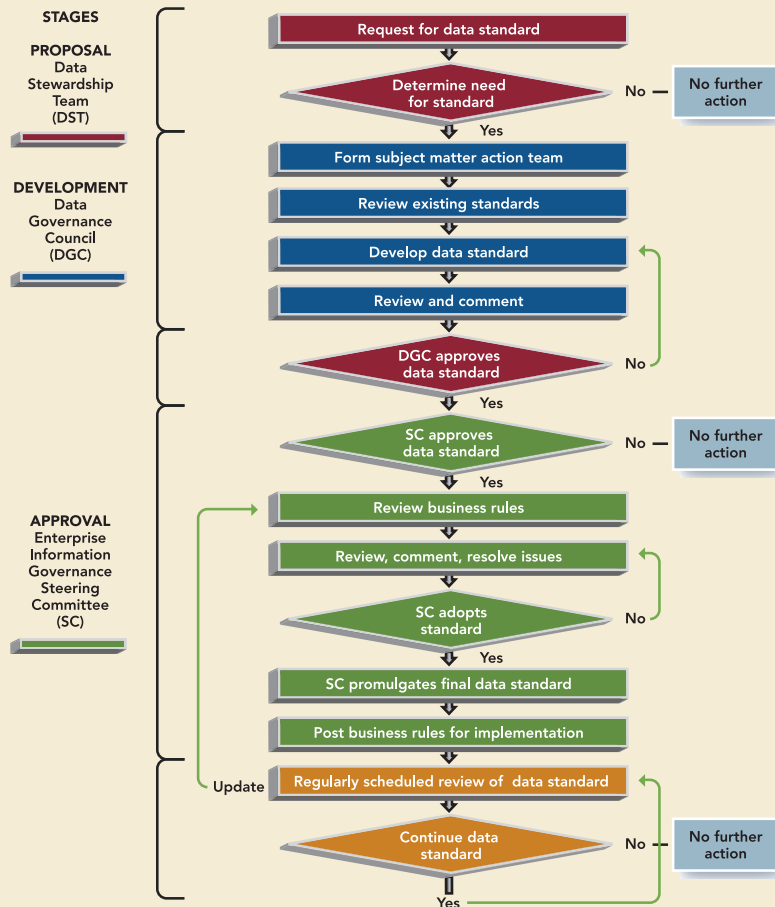 STAGES
PROPOSAL
Data
Stewardship
Team
(DST)
DEVELOPMENT
Data
Governance
Council
(DGC)
APPROVAL
Enterprise
Information
Governance
Steering
Committee
(SC)
Request for data standard
Determine need
for standard
No
No further
action
Yes
Form subject matter action team
Review existing standards
Develop data standard
Review and comment
DGC approves
data standard
No
Yes
SC approves
data standard
No
No further
action
Yes
Review business rules
Review, comment, resolve issues
SC adopts
standard
No
Yes
SC promulgates final data standard
Post business rules for implementation
Update
Regularly scheduled review of data standard
Continue data
standard
No
No further
action
Yes